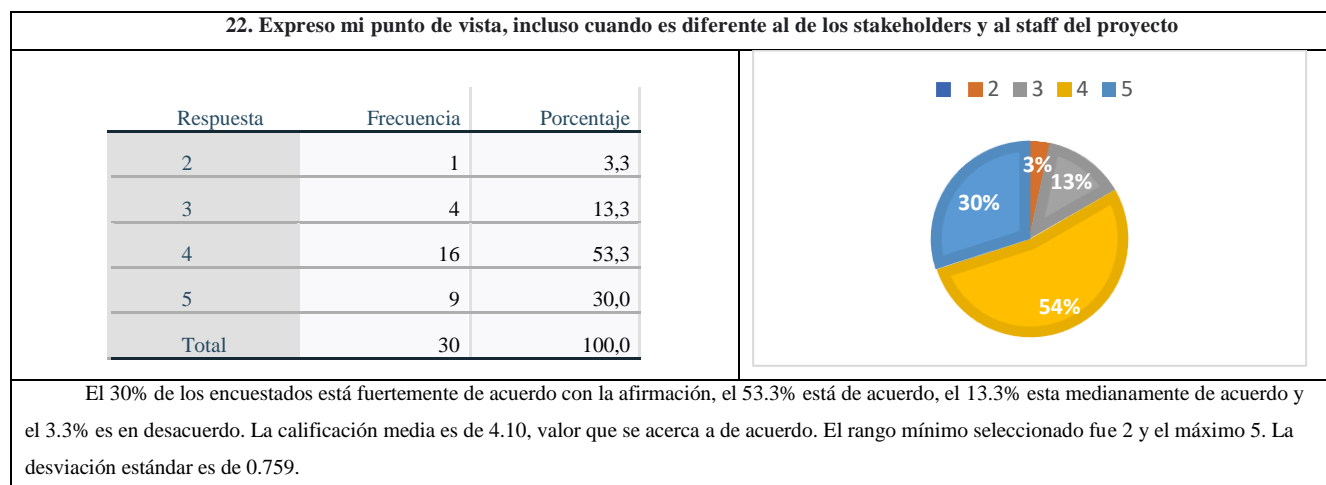 22. Expreso mi punto de vista, incluso cuando es diferente al de los stakeholders y al staff del proyecto
Respuesta Frecuencia Porcentaje
2 1 3,3
3 4 13,3
4 16 53,3
5 9 30,0
Total 30 100,0
2 3 4 5
3%
13%
30%
54%
El 30% de los encuestados está fuertemente de acuerdo con la afirmación, el 53.3% está de acuerdo, el 13.3% esta medianamente de acuerdo y
el 3.3% es en desacuerdo. La calificación media es de 4.10, valor que se acerca a de acuerdo. El rango mínimo seleccionado fue 2 y el máximo 5. La
desviación estándar es de 0.759.